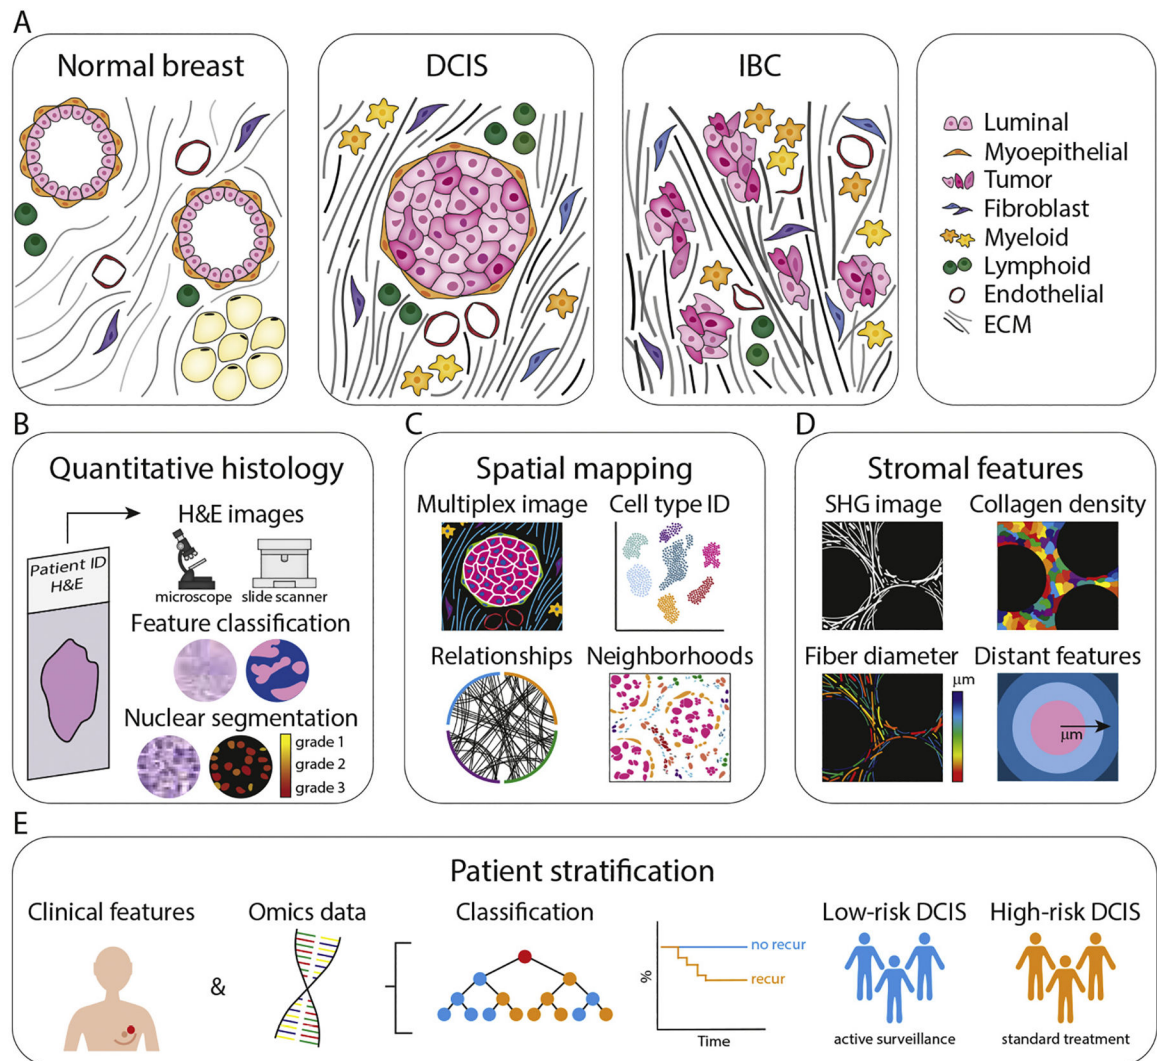 A
Normal breast
DCIS
IBC
Luminal
Myoepithelial
Tumor
Fibroblast
Myeloid
Lymphoid
Endothelial
ECM
B
Quantitative histology
H&E images
Patient ID
H&E
microscope
slide scanner
Feature classification
Nuclear segmentation
grade 1
grade 2
grade 3
C
Spatial mapping
Multiplex image
Cell type ID
Relationships
Neighborhoods
D
Stromal features
SHG image
Collagen density
Fiber diameter
μm
Distant features
μm
E
Patient stratification
Clinical features
&
Omics data
Classification
%
no recur
recur
Time
Low-risk DCIS
active surveillance
High-risk DCIS
standard treatment